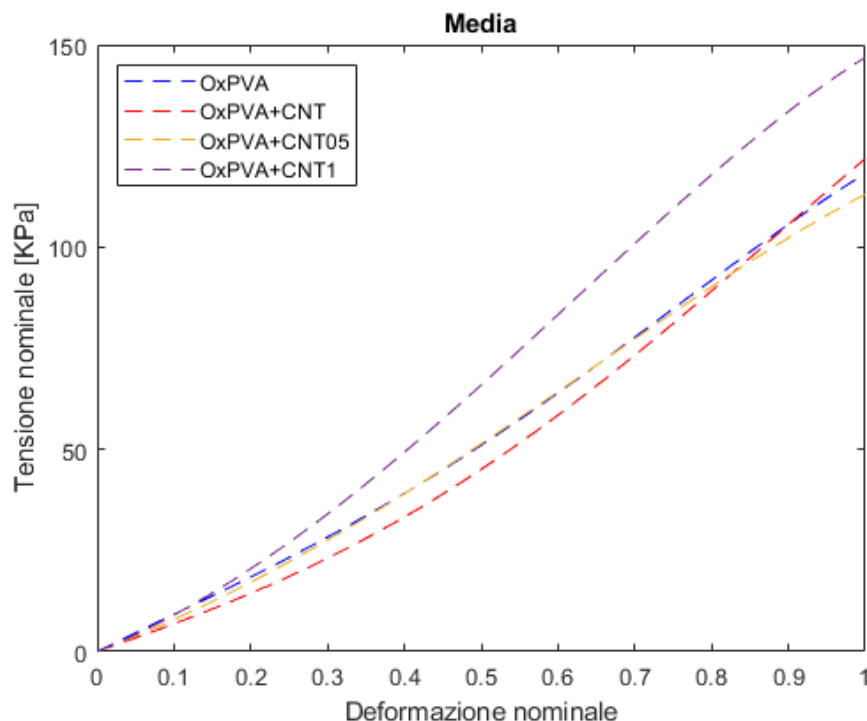 Media
150
OxPVA
OxPVA+CNT
OxPVA+CNT05
OxPVA+CNT1
100
Tensione nominale [KPa]
50
0
0 0.1 0.2 0.3 0.4 0.5 0.6 0.7 0.8 0.9 1
Deformazione nominale